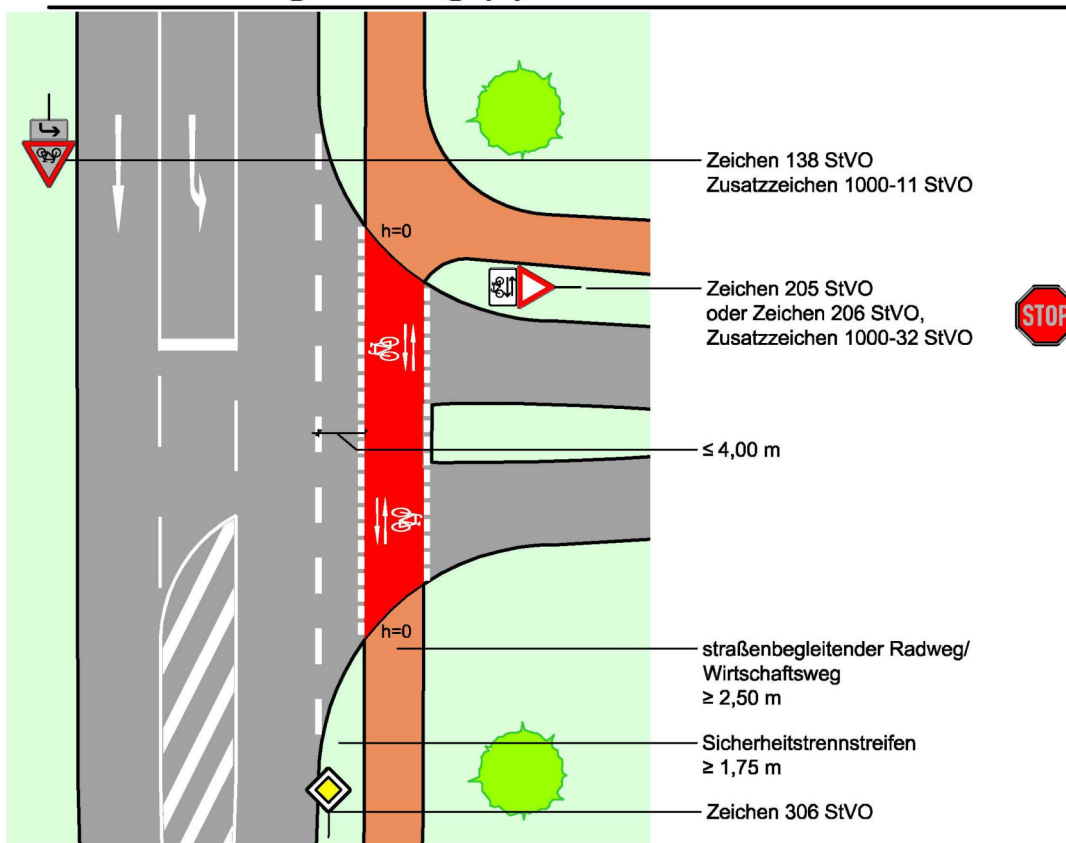 Zeichen 138 StVO
Zusatzzeichen 1000-11 StVO
h=0
Zeichen 205 StVO
oder Zeichen 206 StVO,
Zusatzzeichen 1000-32 StVO
STOP
≤ 4,00 m
h=0
straßenbegleitender Radweg/
Wirtschaftsweg
≥ 2,50 m
Sicherheitstrennstreifen
≥ 1,75 m
Zeichen 306 StVO